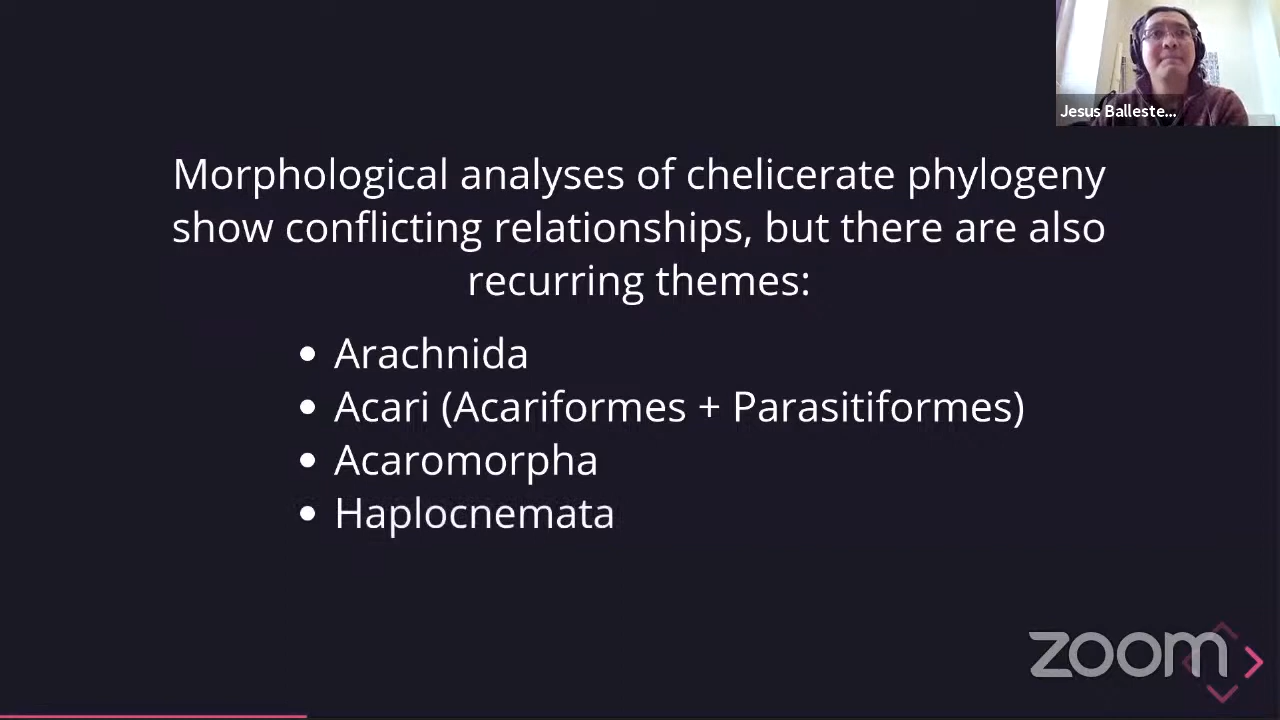 Jesus Balleste...
Morphological analyses of chelicerate phylogeny
show conflicting relationships, but there are also
recurring themes:
• Arachnida
• Acari (Acariformes + Parasitiformes)
• Acaromorpha
• Haplocnemata
zoom